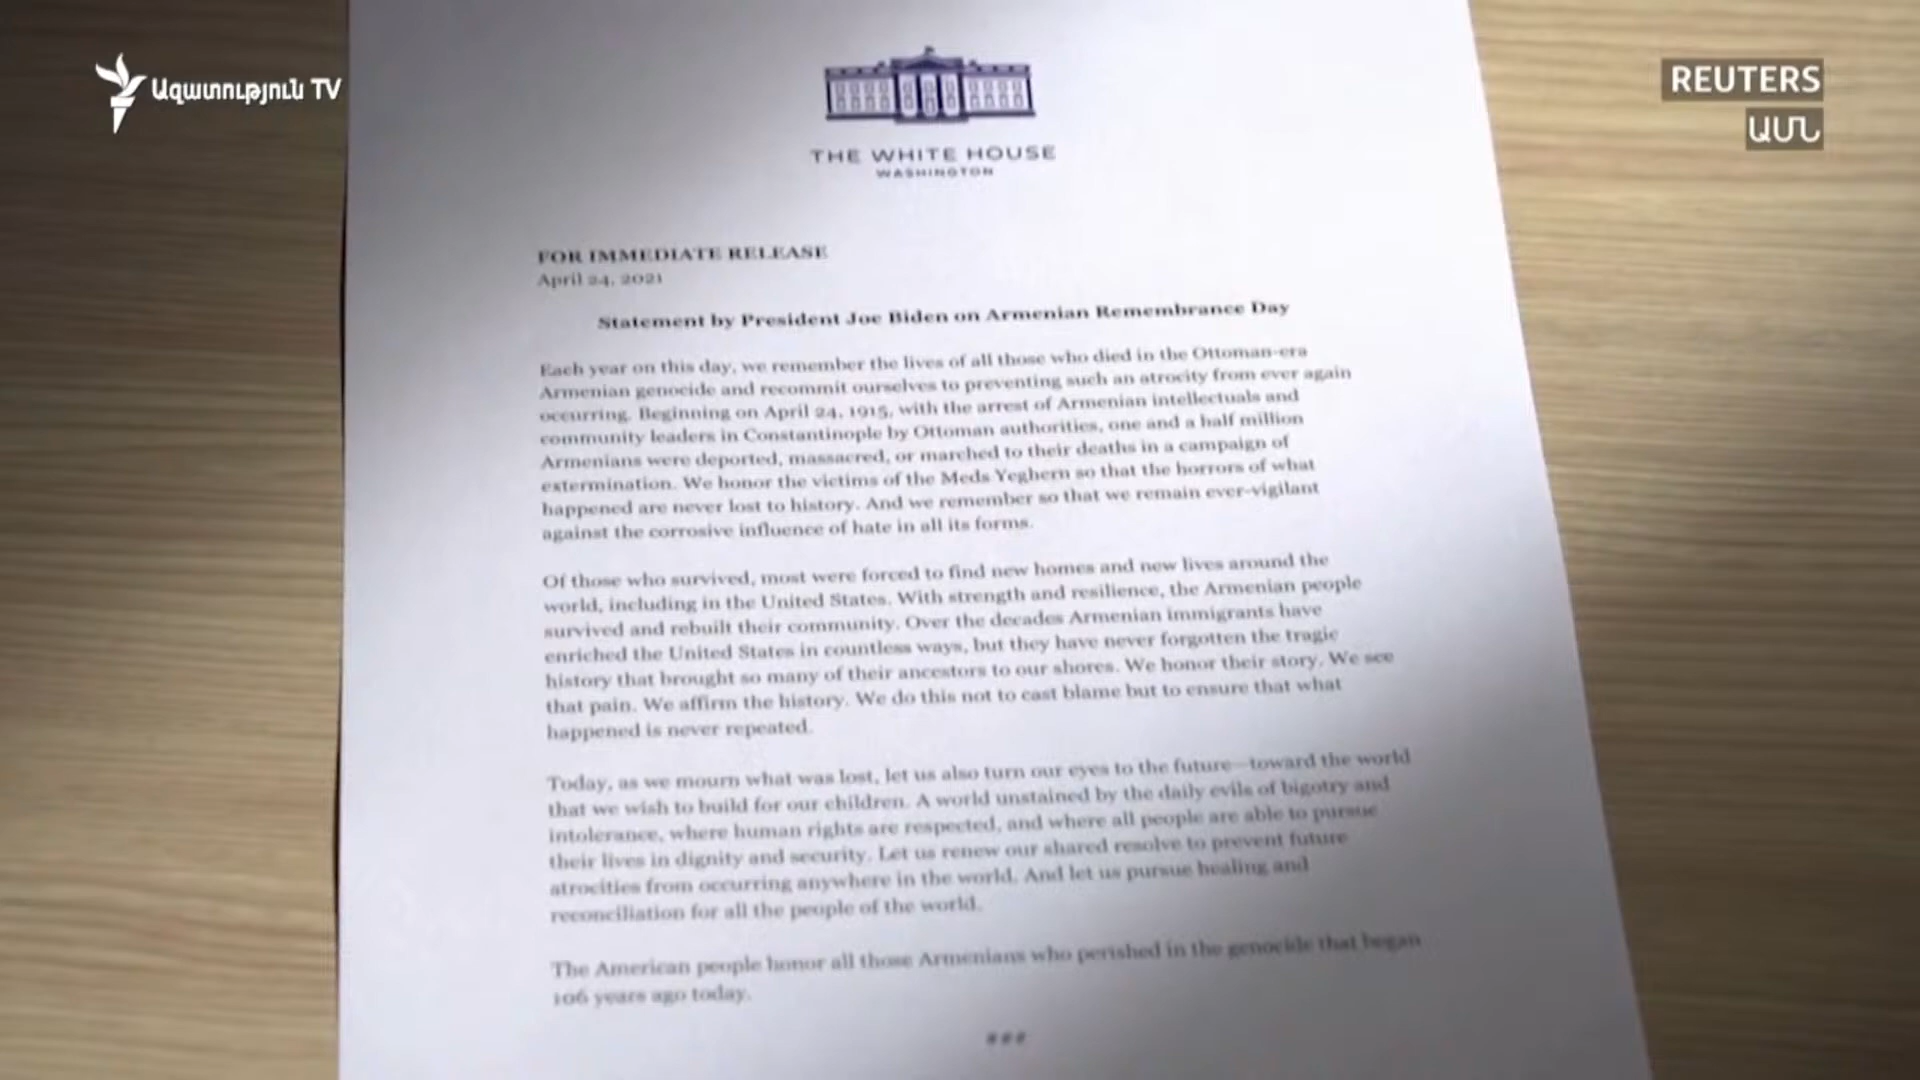 Ազատություն TV
REUTERS
ԱՄՆ
THE WHITE HOUSE
WASHINGTON
FOR IMMEDIATE RELEASE
April 24, 2021
Statement by President Joe Biden on Armenian Remembrance Day
Each year on this day, we remember the lives of all those who died in the Ottoman-era
Armenian genocide and recommit ourselves to preventing such an atrocity from ever again
occurring. Beginning on April 24, 1915, with the arrest of Armenian intellectuals and
community leaders in Constantinople by Ottoman authorities, one and a half million
Armenians were deported, massacred, or marched to their deaths in a campaign of
extermination. We honor the victims of the Meds Yeghern so that the horrors of what
happened are never lost to history. And we remember so that we remain ever-vigilant
against the corrosive influence of hate in all its forms.
Of those who survived, most were forced to find new homes and new lives around the
world, including in the United States. With strength and resilience, the Armenian people
survived and rebuilt their community. Over the decades Armenian immigrants have
enriched the United States in countless ways, but they have never forgotten the tragic
history that brought so many of their ancestors to our shores. We honor their story. We see
that pain. We affirm the history. We do this not to cast blame but to ensure that what
happened is never repeated.
Today, as we mourn what was lost, let us also turn our eyes to the future—toward the world
that we wish to build for our children. A world unstained by the daily evils of bigotry and
intolerance, where human rights are respected, and where all people are able to pursue
their lives in dignity and security. Let us renew our shared resolve to prevent future
atrocities from occurring anywhere in the world. And let us pursue healing and
reconciliation for all the people of the world.
The American people honor all those Armenians who perished in the genocide that began
106 years ago today.
###